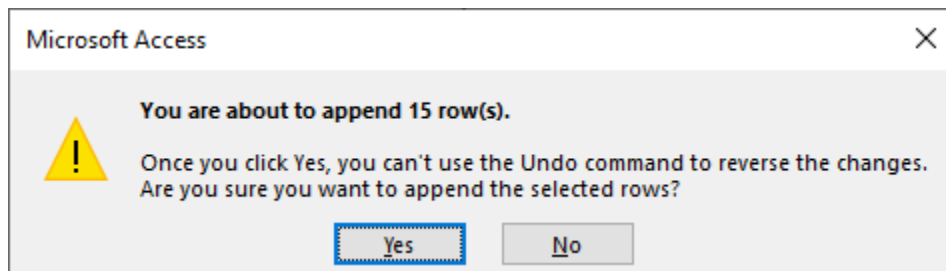 Microsoft Access
You are about to append 15 row(s).
Once you click Yes, you can't use the Undo command to reverse the changes.
Are you sure you want to append the selected rows?
Yes
No